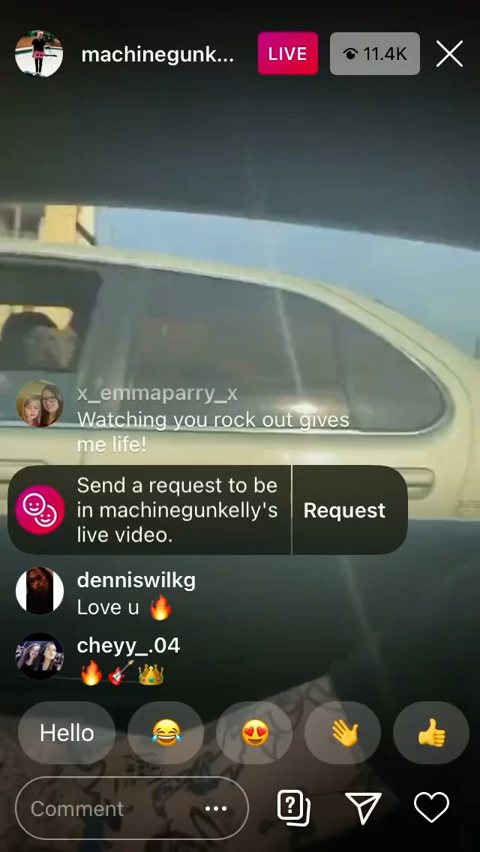 machinegunk...
LIVE
11.4K
x_emmaparry_x
Watching you rock out gives
me life!
Send a request to be
in machinegunkelly's
live video.
Request
denniswilkg
Love u 🔥
cheyy_.04
🔥🎸👑
Hello
😂
😍
👋
👍
Comment